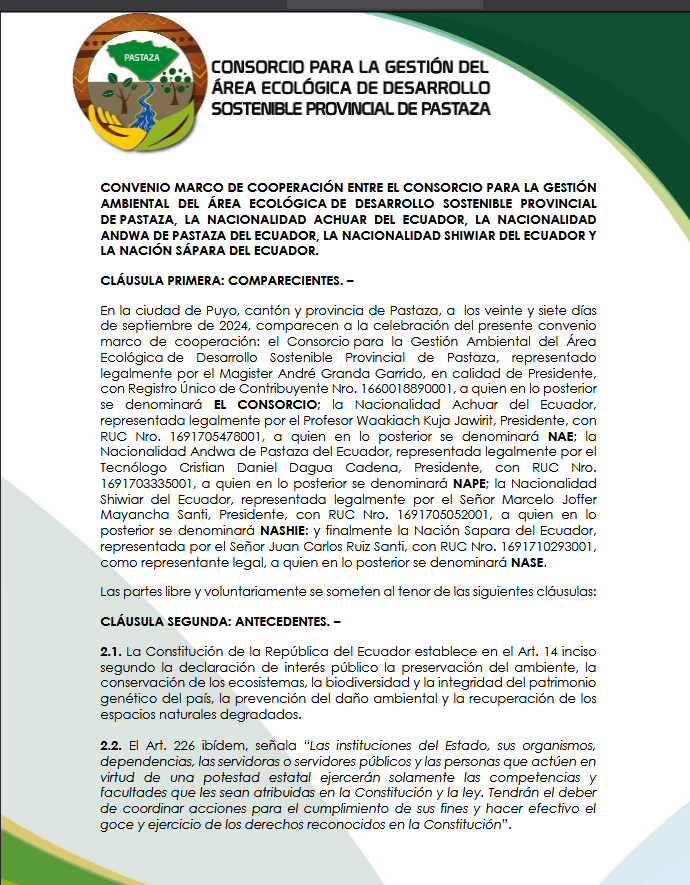 PASTAZA
CONSORCIO PARA LA GESTIÓN DEL
ÁREA ECOLÓGICA DE DESARROLLO
SOSTENIBLE PROVINCIAL DE PASTAZA
CONVENIO MARCO DE COOPERACIÓN ENTRE EL CONSORCIO PARA LA GESTIÓN
AMBIENTAL DEL ÁREA ECOLÓGICA DE DESARROLLO SOSTENIBLE PROVINCIAL
DE PASTAZA, LA NACIONALIDAD ACHUAR DEL ECUADOR, LA NACIONALIDAD
ANDWA DE PASTAZA DEL ECUADOR, LA NACIONALIDAD SHIWIAR DEL ECUADOR Y
LA NACIÓN SÁPARA DEL ECUADOR.
CLÁUSULA PRIMERA: COMPARECIENTES. –
En la ciudad de Puyo, cantón y provincia de Pastaza, a los veinte y siete días
de septiembre de 2024, comparecen a la celebración del presente convenio
marco de cooperación: el Consorcio para la Gestión Ambiental del Área
Ecológica de Desarrollo Sostenible Provincial de Pastaza, representado
legalmente por el Magister André Granda Garrido, en calidad de Presidente,
con Registro Único de Contribuyente Nro. 1660018890001, a quien en lo posterior
se denominará EL CONSORCIO; la Nacionalidad Achuar del Ecuador,
representada legalmente por el Profesor Waakiach Kuja Jawirit, Presidente, con
RUC Nro. 1691705478001, a quien en lo posterior se denominará NAE; la
Nacionalidad Andwa de Pastaza del Ecuador, representada legalmente por el
Tecnólogo Cristian Daniel Dagua Cadena, Presidente, con RUC Nro.
1691703335001, a quien en lo posterior se denominará NAPE; la Nacionalidad
Shiwiar del Ecuador, representada legalmente por el Señor Marcelo Joffer
Mayancha Santi, Presidente, con RUC Nro. 1691705052001, a quien en lo
posterior se denominará NASHIE: y finalmente la Nación Sapara del Ecuador,
representada por el Señor Juan Carlos Ruiz Santi, con RUC Nro. 1691710293001,
como representante legal, a quien en lo posterior se denominará NASE.
Las partes libre y voluntariamente se someten al tenor de las siguientes cláusulas:
CLÁUSULA SEGUNDA: ANTECEDENTES. –
2.1. La Constitución de la República del Ecuador establece en el Art. 14 inciso
segundo la declaración de interés público la preservación del ambiente, la
conservación de los ecosistemas, la biodiversidad y la integridad del patrimonio
genético del país, la prevención del daño ambiental y la recuperación de los
espacios naturales degradados.
2.2. El Art. 226 ibídem, señala “Las instituciones del Estado, sus organismos,
dependencias, las servidoras o servidores públicos y las personas que actúen en
virtud de una potestad estatal ejercerán solamente las competencias y
facultades que les sean atribuidas en la Constitución y la ley. Tendrán el deber
de coordinar acciones para el cumplimiento de sus fines y hacer efectivo el
goce y ejercicio de los derechos reconocidos en la Constitución”.